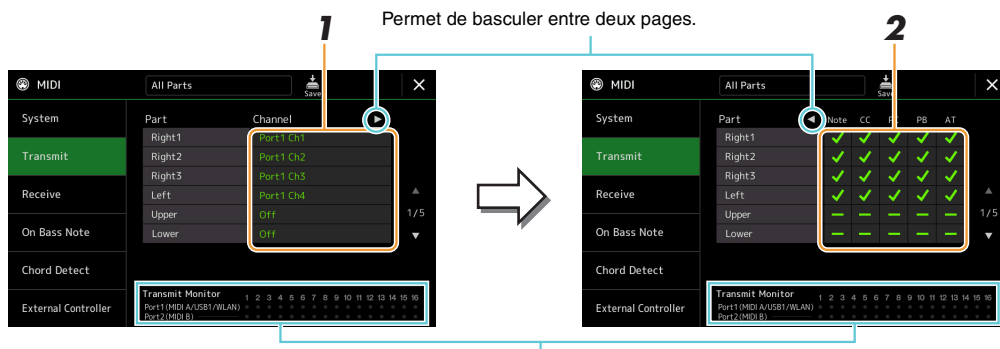 Permet de basculer entre deux pages.
1
2
MIDI
All Parts
Save
System
Transmit
Receive
On Bass Note
Chord Detect
External Controller
Part Channel
Right1 Port1 Ch1
Right2 Port1 Ch2
Right3 Port1 Ch3
Left Port1 Ch4
Upper Off
Lower Off
1/5
Transmit Monitor 1 2 3 4 5 6 7 8 9 10 11 12 13 14 15 16
Port1(MIDI A/USB1/WLAN)
Port2(MIDI B)
MIDI
All Parts
Save
System
Transmit
Receive
On Bass Note
Chord Detect
External Controller
Part Note CC PC PB AT
Right1
Right2
Right3
Left
Upper
Lower
1/5
Transmit Monitor 1 2 3 4 5 6 7 8 9 10 11 12 13 14 15 16
Port1(MIDI A/USB1/WLAN)
Port2(MIDI B)